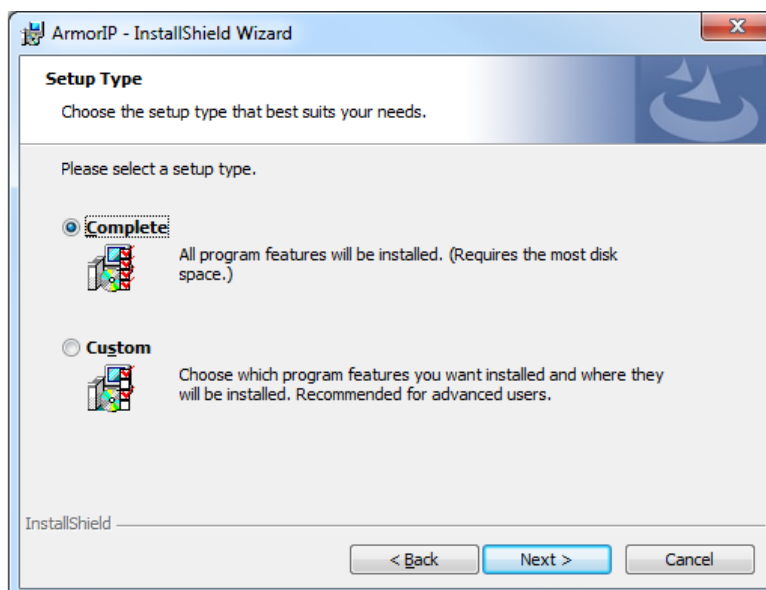 ArmorIP - InstallShield Wizard
Setup Type
Choose the setup type that best suits your needs.
Please select a setup type.
Complete
All program features will be installed. (Requires the most disk
space.)
Custom
Choose which program features you want installed and where they
will be installed. Recommended for advanced users.
InstallShield
< Back Next > Cancel